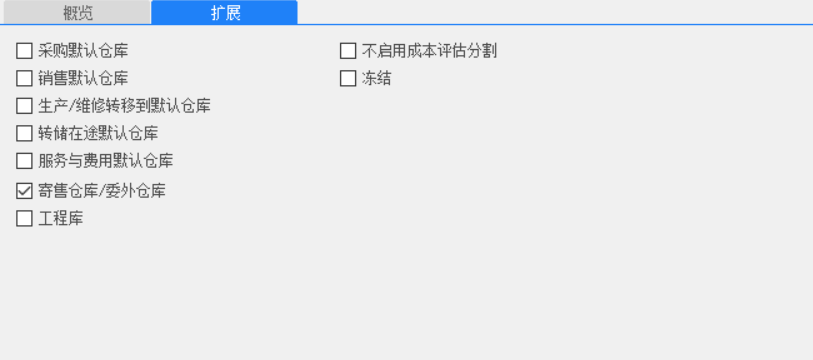 概览
扩展
采购默认仓库
销售默认仓库
生产/维修转移到默认仓库
转储在途默认仓库
服务与费用默认仓库
寄售仓库/委外仓库
工程库
不启用成本评估分割
冻结